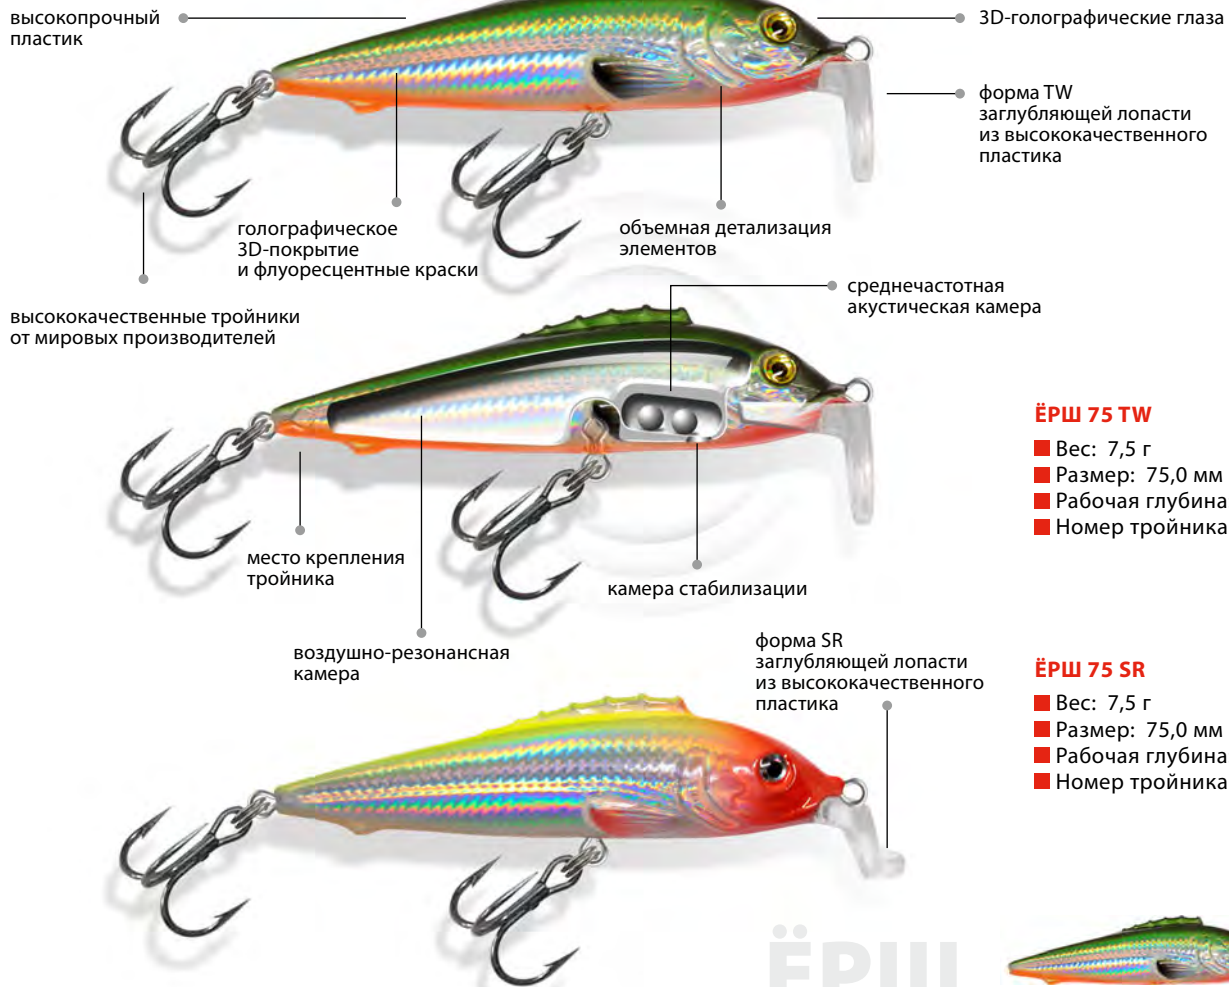 высокопрочный
пластик
3D-голографические глаза
форма TW
заглубляющей лопасти
из высококачественного
пластика
голографическое
3D-покрытие
и флуоресцентные краски
объемная детализация
элементов
высококачественные тройники
от мировых производителей
среднечастотная
акустическая камера
ЁРШ 75 TW
Вес: 7,5 г
Размер: 75,0 мм
Рабочая глубина
Номер тройника
место крепления
тройника
камера стабилизации
воздушно-резонансная
камера
форма SR
заглубляющей лопасти
из высококачественного
пластика
ЁРШ 75 SR
Вес: 7,5 г
Размер: 75,0 мм
Рабочая глубина
Номер тройника
ЁРШ